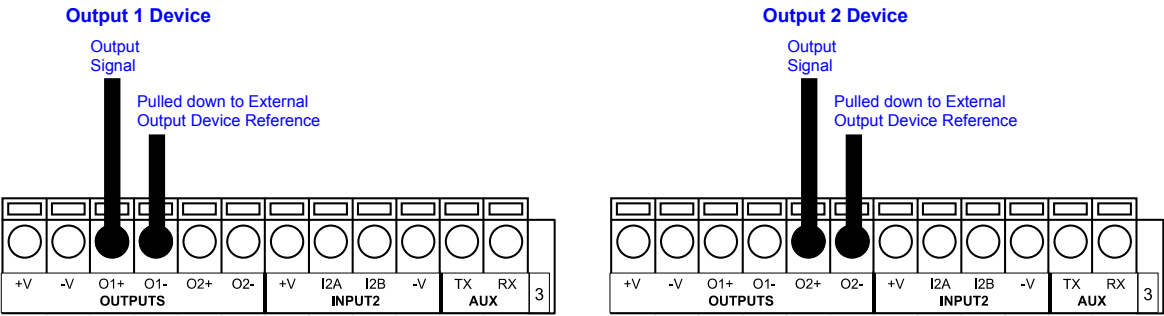 Output 1 Device
Output
Signal
Pulled down to External
Output Device Reference
+V -V O1+ O1- O2+ O2- +V I2A I2B -V TX RX
OUTPUTS INPUT2 AUX
3
Output 2 Device
Output
Signal
Pulled down to External
Output Device Reference
+V -V O1+ O1- O2+ O2- +V I2A I2B -V TX RX
OUTPUTS INPUT2 AUX
3